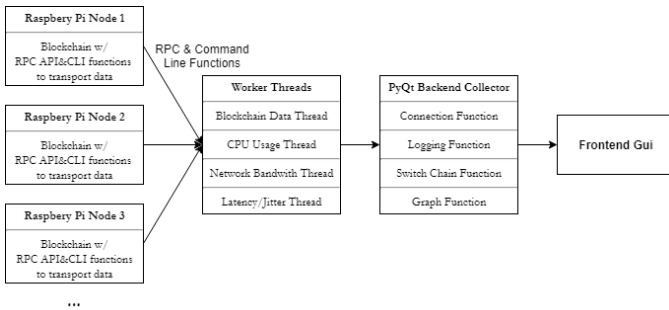 Raspbery Pi Node 1
Blockchain w/
RPC API&CLI functions
to transport data
RPC & Command
Line Functions
Raspbery Pi Node 2
Blockchain w/
RPC API&CLI functions
to transport data
Raspbery Pi Node 3
Blockchain w/
RPC API&CLI functions
to transport data
...
Worker Threads
Blockchain Data Thread
CPU Usage Thread
Network Bandwith Thread
Latency/Jitter Thread
PyQt Backend Collector
Connection Function
Logging Function
Switch Chain Function
Graph Function
Frontend Gui